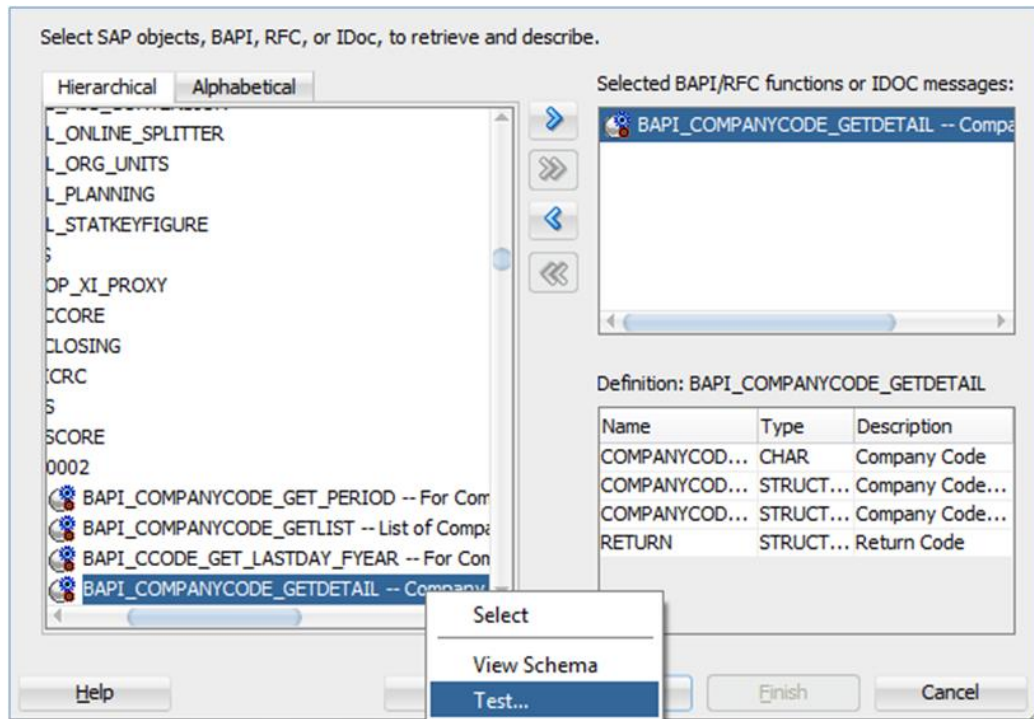 Select SAP objects, BAPI, RFC, or IDoc, to retrieve and describe.
Hierarchical Alphabetical
L_ONLINE_SPLITTER
L_ORG_UNITS
L_PLANNING
L_STATKEYFIGURE
S
OP_XI_PROXY
CCORE
CLOSING
CRC
S
SCORE
0002
BAPI_COMPANYCODE_GET_PERIOD -- For Com
BAPI_COMPANYCODE_GETLIST -- List of Compa
BAPI_CCODE_GET_LASTDAY_FYEAR -- For Com
BAPI_COMPANYCODE_GETDETAIL -- Company
Selected BAPI/RFC functions or IDOC messages:
BAPI_COMPANYCODE_GETDETAIL -- Compa
Definition: BAPI_COMPANYCODE_GETDETAIL
Name Type Description
COMPANYCOD... CHAR Company Code
COMPANYCOD... STRUCT... Company Code...
COMPANYCOD... STRUCT... Company Code...
RETURN STRUCT... Return Code
Select
View Schema
Test...
Help Finish Cancel